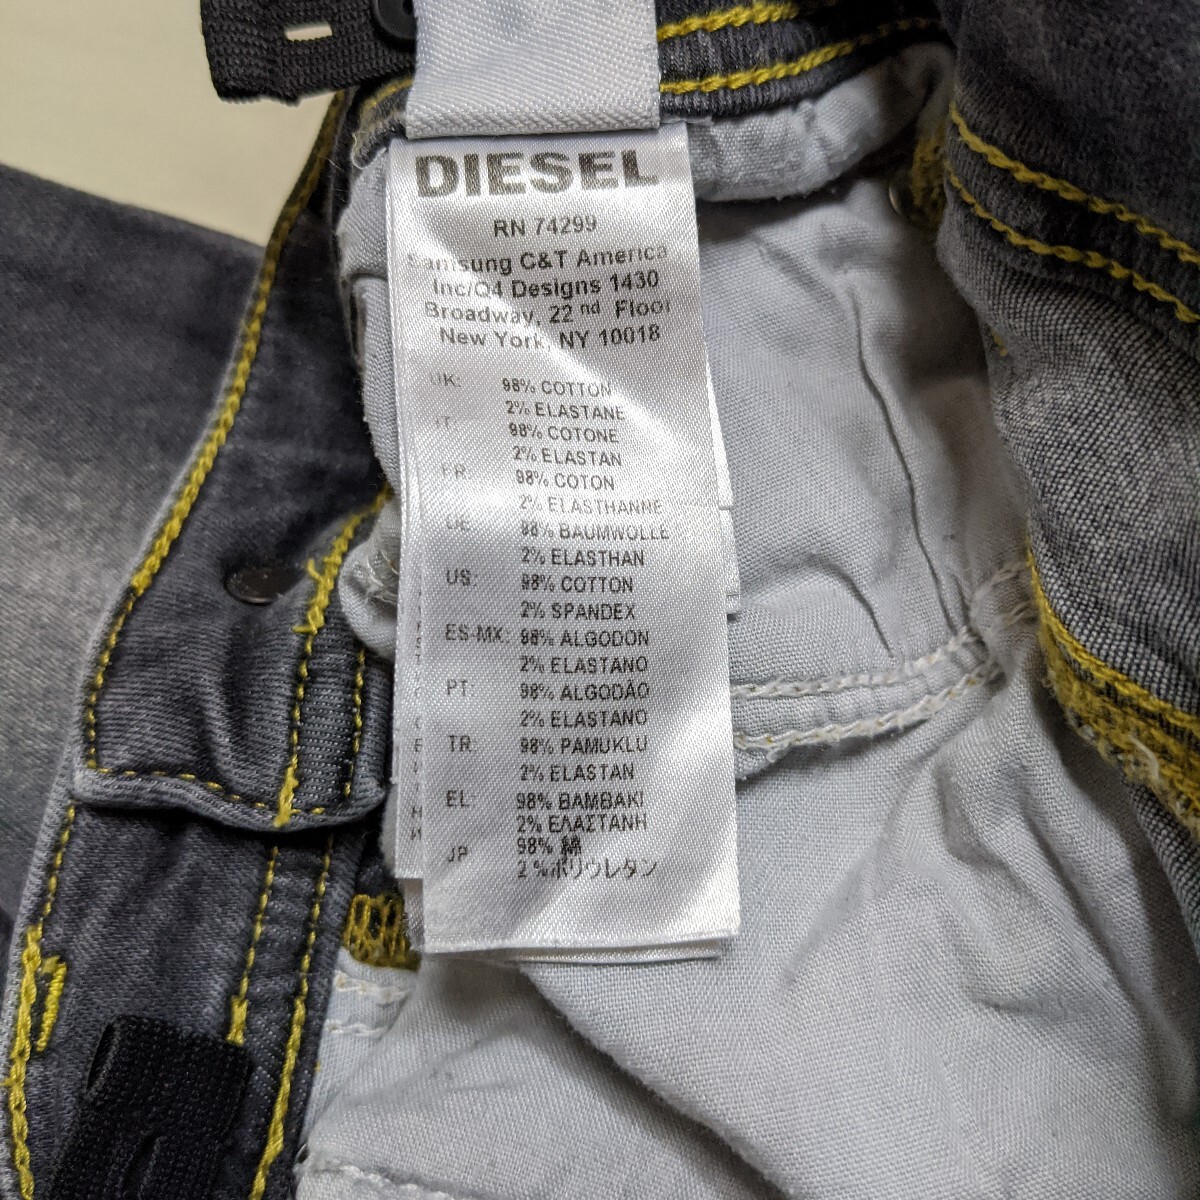 DIESEL
RN 74299
Samsung C&T America
Inc/Q4 Designs 1430
Broadway, 22 nd Floor
New York, NY 10018
UK: 98% COTTON
2% ELASTANE
IT: 98% COTONE
2% ELASTAN
FR: 98% COTON
2% ELASTHANNE
DE: 98% BAUMWOLLE
2% ELASTHAN
US: 98% COTTON
2% SPANDEX
ES-MX: 98% ALGODON
2% ELASTANO
PT: 98% ALGODÃO
2% ELASTANO
TR: 98% PAMUKLU
2% ELASTAN
EL: 98% BAMBAKI
2% ΕΛΑΣΤΑΝΗ
JP 98% 綿
2%ポリウレタン